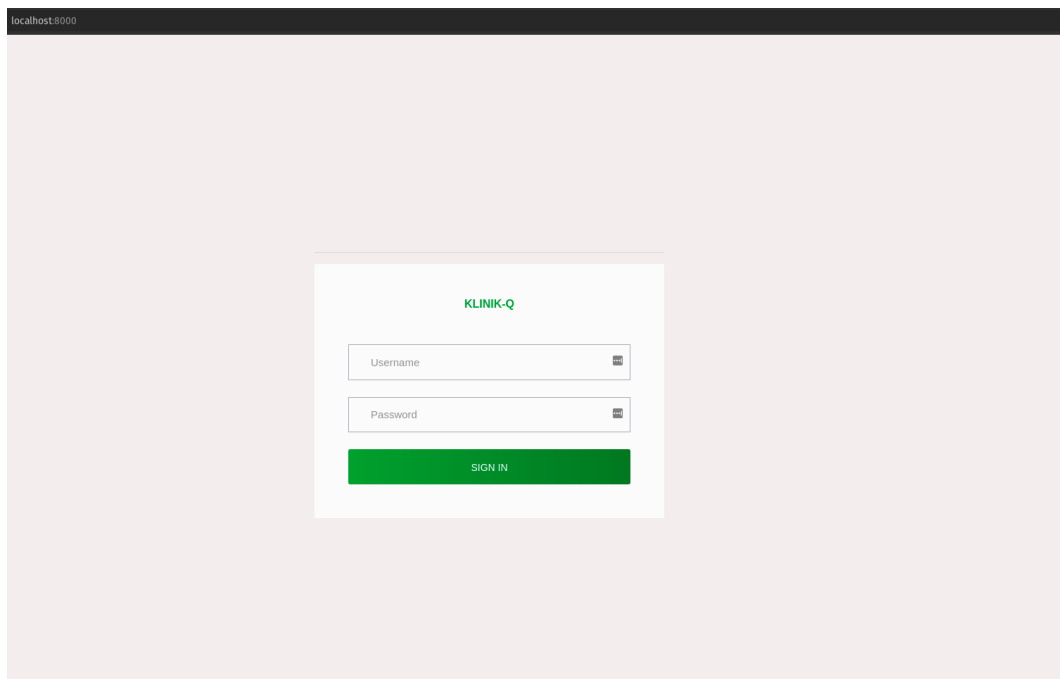 localhost:8000
KLINIK-Q
Username
Password
SIGN IN